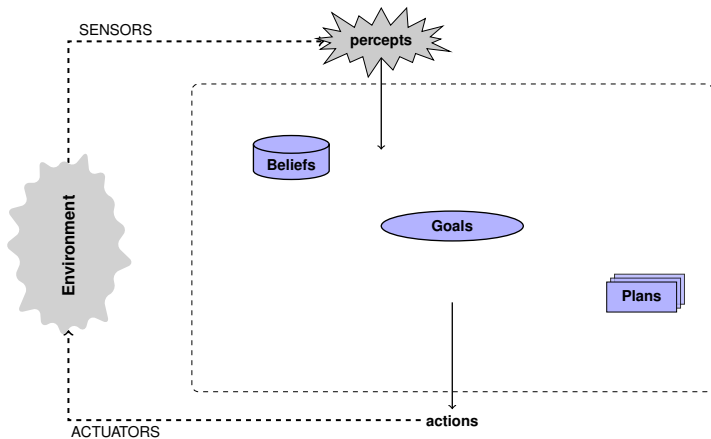 SENSORS
percepts
Beliefs
Environment
Goals
Plans
actions
ACTUATORS